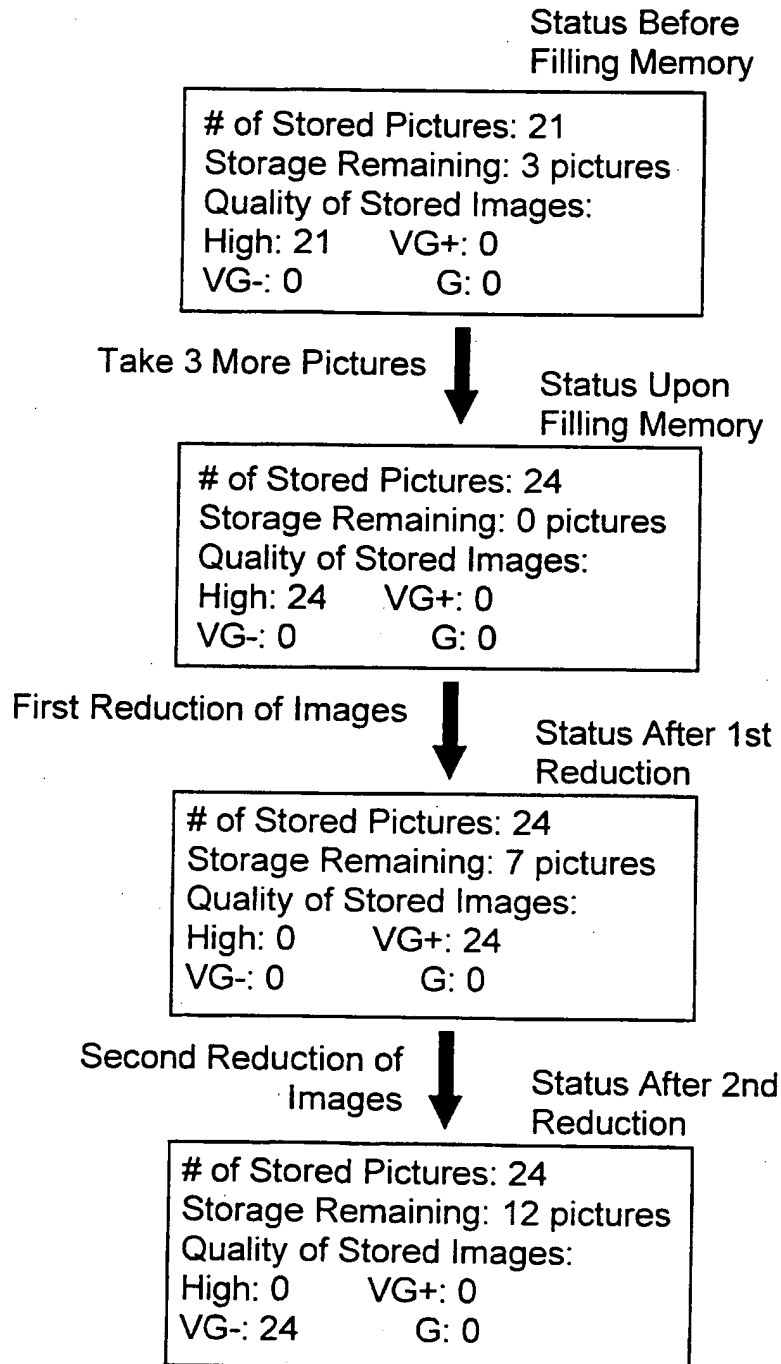 Status Before
Filling Memory
# of Stored Pictures: 21
Storage Remaining: 3 pictures
Quality of Stored Images:
High: 21 VG+: 0
VG-: 0 G: 0
Take 3 More Pictures
Status Upon
Filling Memory
# of Stored Pictures: 24
Storage Remaining: 0 pictures
Quality of Stored Images:
High: 24 VG+: 0
VG-: 0 G: 0
First Reduction of Images
Status After 1st
Reduction
# of Stored Pictures: 24
Storage Remaining: 7 pictures
Quality of Stored Images:
High: 0 VG+: 24
VG-: 0 G: 0
Second Reduction of
Images
Status After 2nd
Reduction
# of Stored Pictures: 24
Storage Remaining: 12 pictures
Quality of Stored Images:
High: 0 VG+: 0
VG-: 24 G: 0